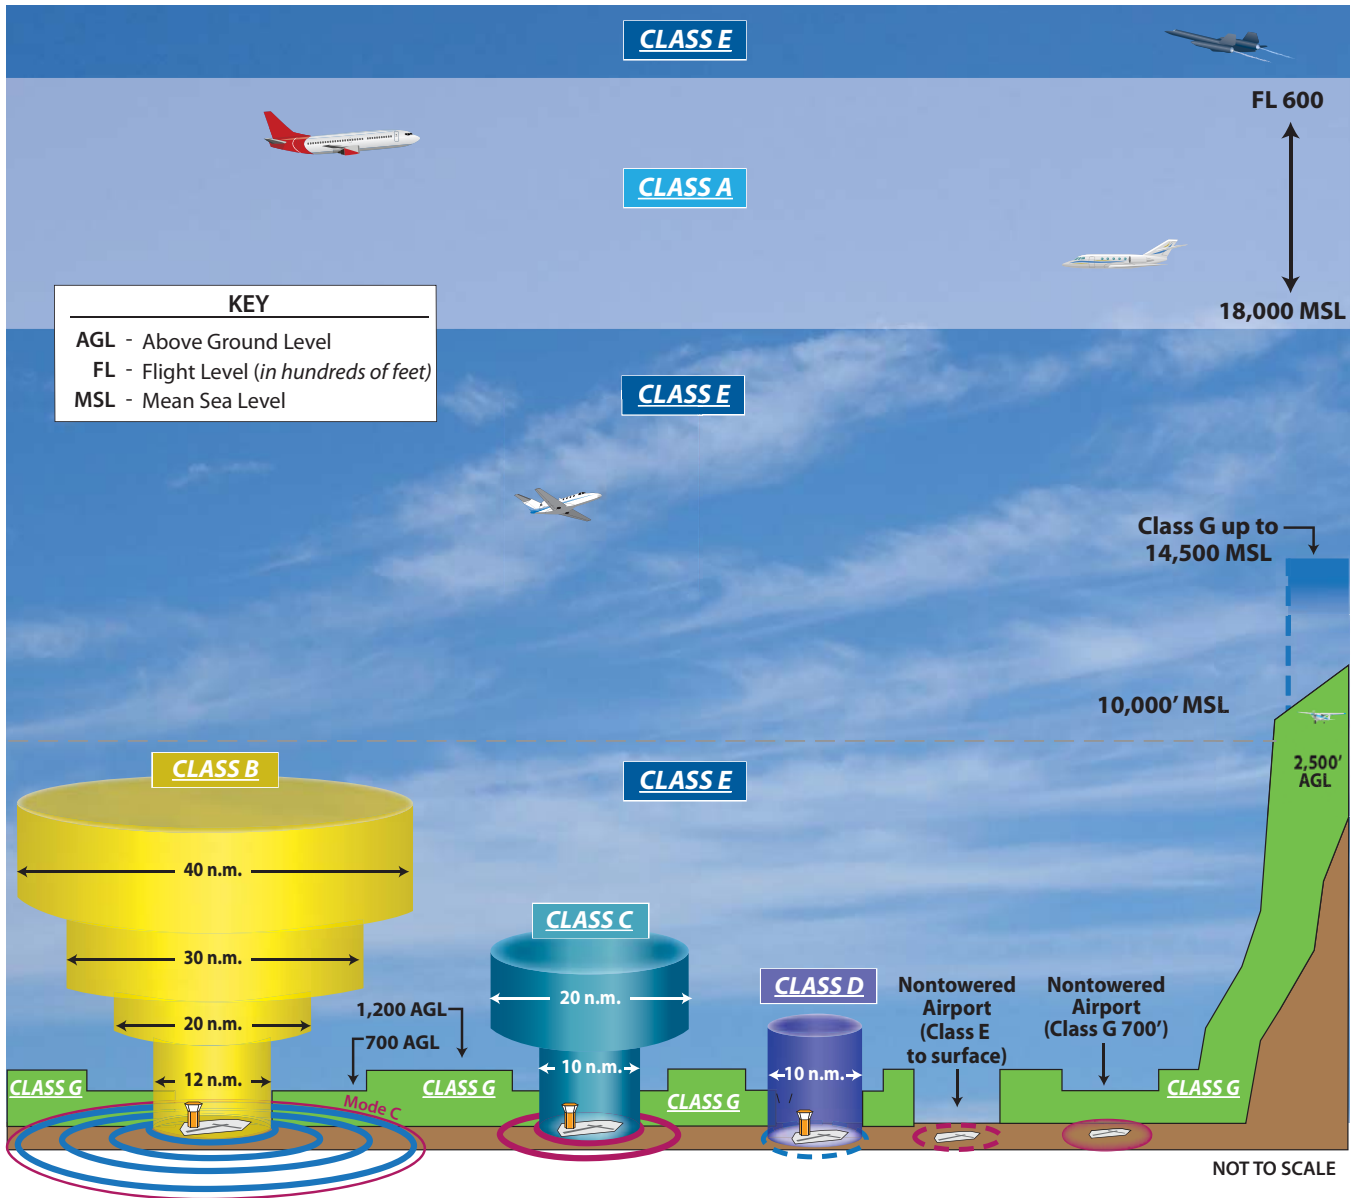 CLASS E
FL 600
CLASS A
18,000 MSL
KEY
AGL - Above Ground Level
FL - Flight Level (in hundreds of feet)
MSL - Mean Sea Level
CLASS E
Class G up to
14,500 MSL
10,000’ MSL
2,500’
AGL
CLASS B
CLASS E
40 n.m.
30 n.m.
20 n.m.
12 n.m.
1,200 AGL
700 AGL
CLASS C
20 n.m.
10 n.m.
CLASS D
10 n.m.
Nontowered
Airport
(Class E
to surface)
Nontowered
Airport
(Class G 700’)
CLASS G
CLASS G
CLASS G
CLASS G
Mode C
NOT TO SCALE